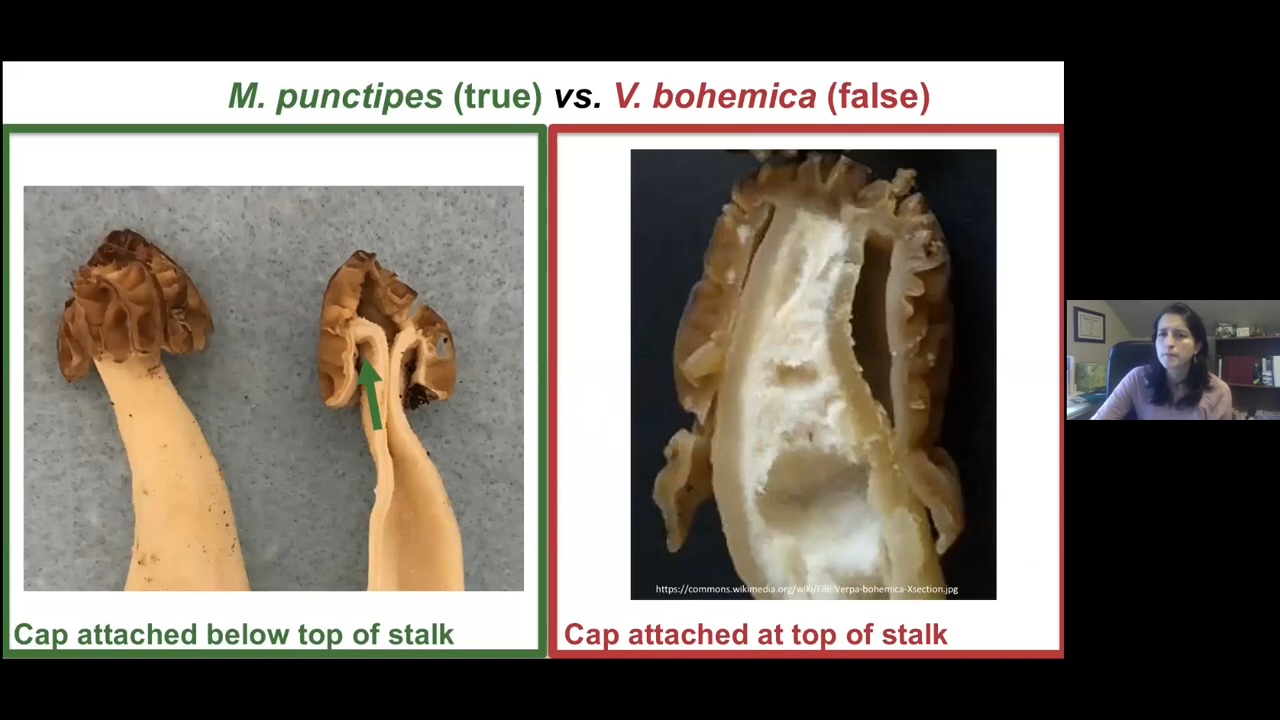 M. punctipes (true) vs. V. bohemica (false)
https://commons.wikimedia.org/wiki/File:Verpa-bohemica-Xsection.jpg
Cap attached below top of stalk
Cap attached at top of stalk